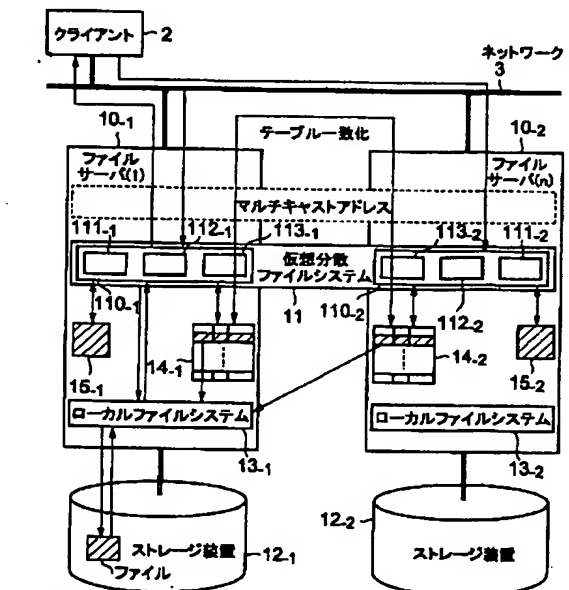 クライアント
2
ネットワーク
3
10-1
10-2
テーブル一致化
ファイル
サーバ(1)
ファイル
サーバ(n)
マルチキャストアドレス
111-1
112-1
113-1
仮想分散
ファイルシステム
113-2
111-2
110-1
11
110-2
112-2
14-1
14-2
15-1
15-2
ローカルファイルシステム
ローカルファイルシステム
13-1
13-2
12-1
12-2
ストレージ装置
ファイル
ストレージ装置